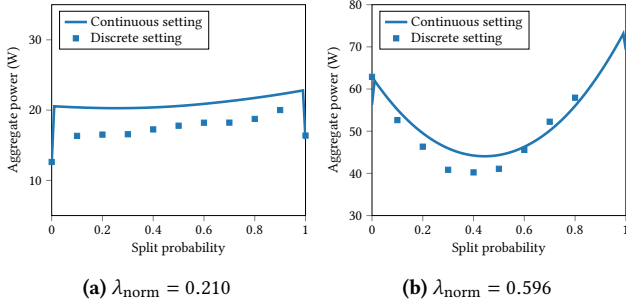 Continuous setting
Discrete setting
Aggregate power (W)
30
20
10
0
0.2
0.4
0.6
0.8
1
Split probability
(a) λnorm = 0.210
Continuous setting
Discrete setting
Aggregate power (W)
80
70
60
50
40
30
0
0.2
0.4
0.6
0.8
1
Split probability
(b) λnorm = 0.596